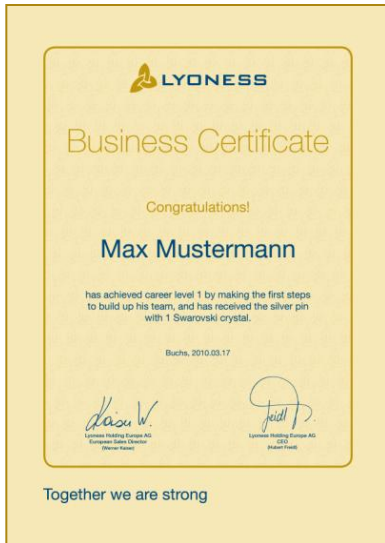 LYONESS
Business Certificate
Congratulations!
Max Mustermann
has achieved career level 1 by making the first steps
to build up his team, and has received the silver pin
with 1 Swarovski crystal.
Buchs, 2010.03.17
Kaiser W.
Freidl
Lyoness Holding Europe AG
European Sales Director
(Werner Kaiser)
Lyoness Holding Europe AG
CEO
(Hubert Freidl)
Together we are strong